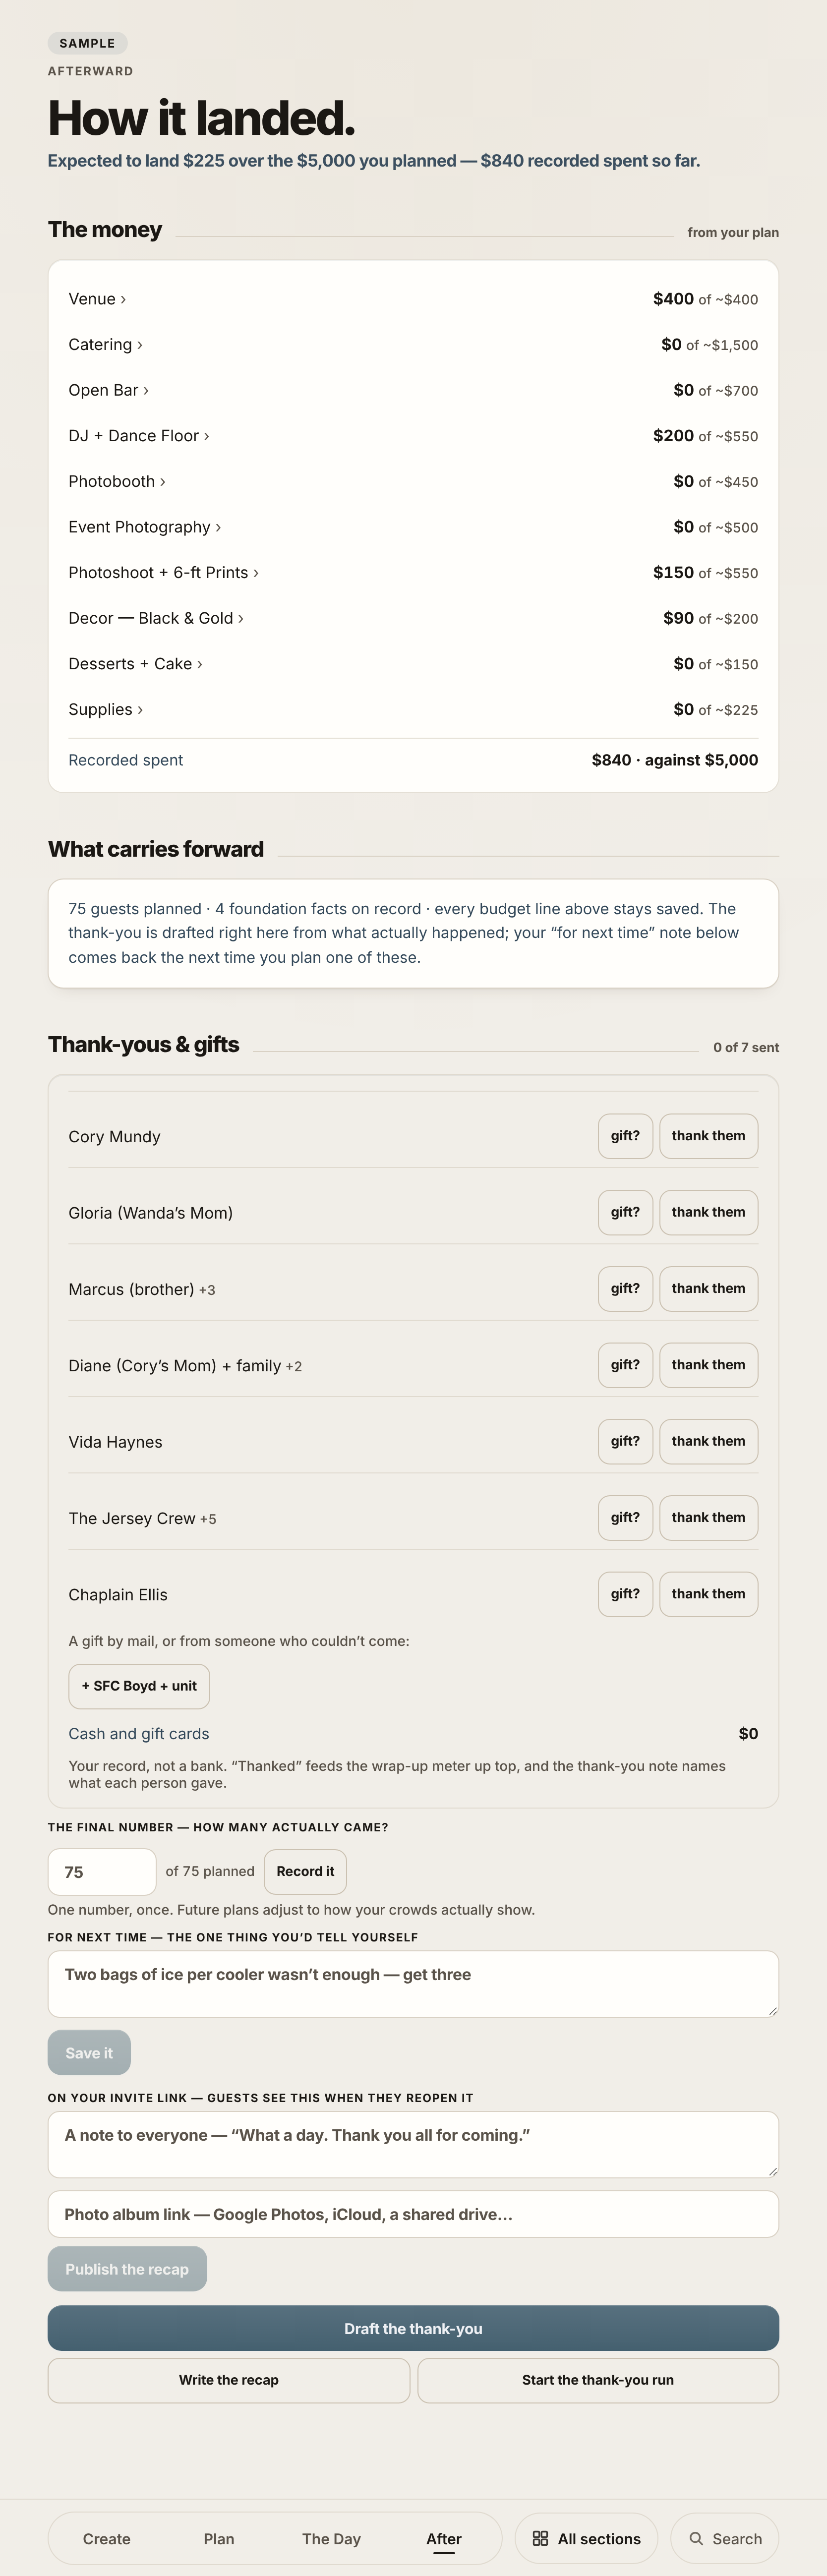 SAMPLE
AFTERWARD
How it landed.
Expected to land $225 over the $5,000 you planned — $840 recorded spent so far.
The money
from your plan
Venue ›
$400 of ~$400
Catering ›
$0 of ~$1,500
Open Bar ›
$0 of ~$700
DJ + Dance Floor ›
$200 of ~$550
Photobooth ›
$0 of ~$450
Event Photography ›
$0 of ~$500
Photoshoot + 6-ft Prints ›
$150 of ~$550
Decor — Black & Gold ›
$90 of ~$200
Desserts + Cake ›
$0 of ~$150
Supplies ›
$0 of ~$225
Recorded spent
$840 · against $5,000
What carries forward
75 guests planned · 4 foundation facts on record · every budget line above stays saved. The
thank-you is drafted right here from what actually happened; your “for next time” note below
comes back the next time you plan one of these.
Thank-yous & gifts
0 of 7 sent
Cory Mundy
gift?
thank them
Gloria (Wanda’s Mom)
gift?
thank them
Marcus (brother) +3
gift?
thank them
Diane (Cory’s Mom) + family +2
gift?
thank them
Vida Haynes
gift?
thank them
The Jersey Crew +5
gift?
thank them
Chaplain Ellis
gift?
thank them
A gift by mail, or from someone who couldn’t come:
+ SFC Boyd + unit
Cash and gift cards
$0
Your record, not a bank. “Thanked” feeds the wrap-up meter up top, and the thank-you note names
what each person gave.
THE FINAL NUMBER — HOW MANY ACTUALLY CAME?
75
of 75 planned
Record it
One number, once. Future plans adjust to how your crowds actually show.
FOR NEXT TIME — THE ONE THING YOU’D TELL YOURSELF
Two bags of ice per cooler wasn’t enough — get three
Save it
ON YOUR INVITE LINK — GUESTS SEE THIS WHEN THEY REOPEN IT
A note to everyone — “What a day. Thank you all for coming.”
Photo album link — Google Photos, iCloud, a shared drive…
Publish the recap
Draft the thank-you
Write the recap
Start the thank-you run
Create
Plan
The Day
After
All sections
Search